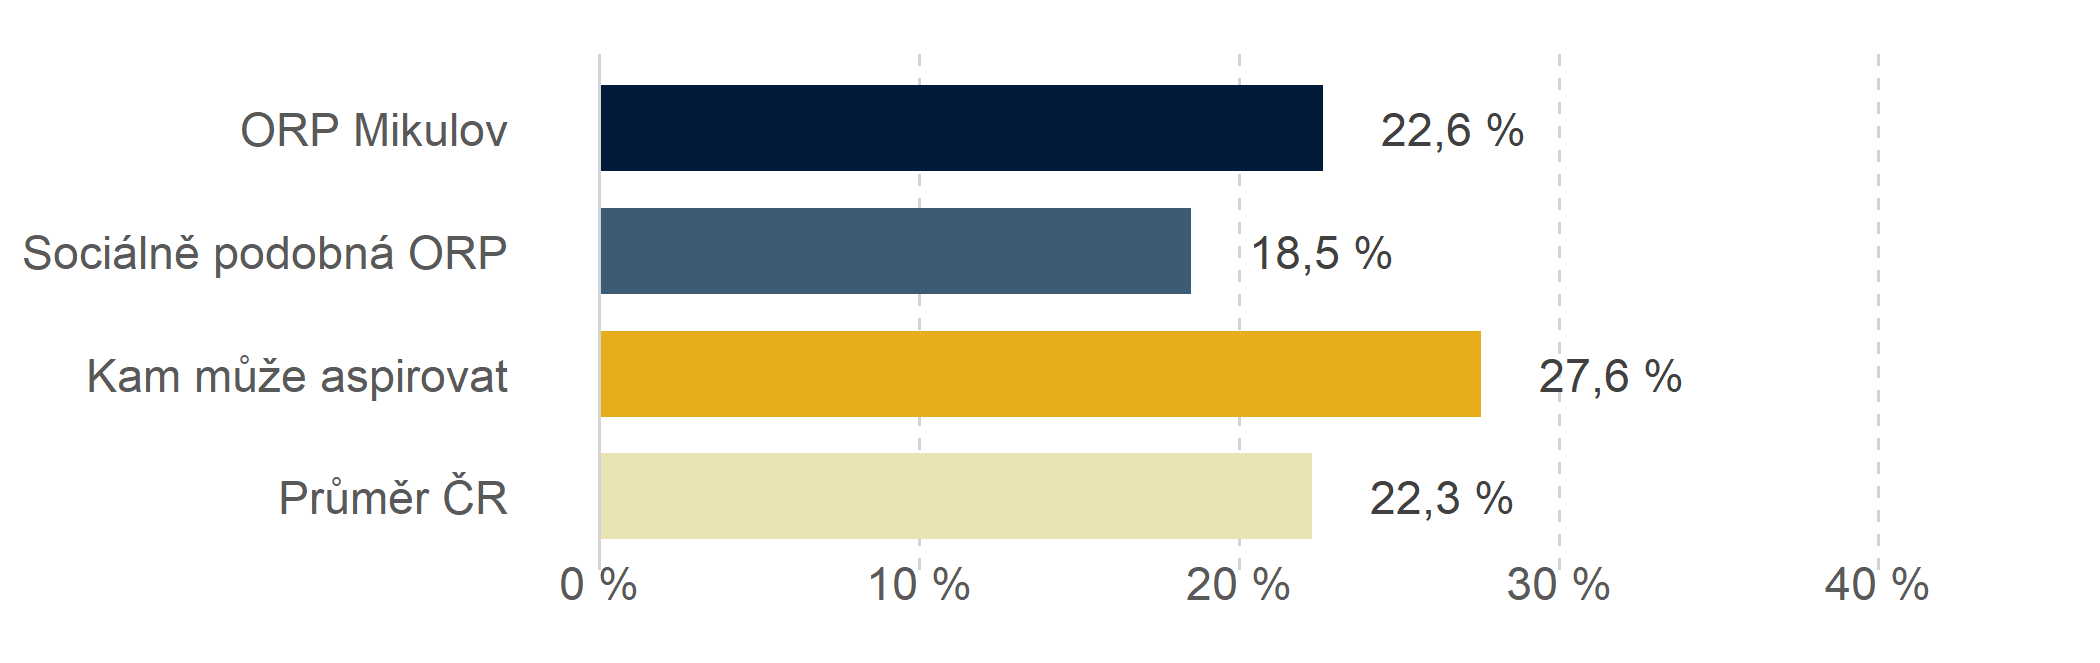 ORP Mikulov 22,6 %
Sociálně podobná ORP 18,5 %
Kam může aspirovat 27,6 %
Průměr ČR 22,3 %
0 % 10 % 20 % 30 % 40 %